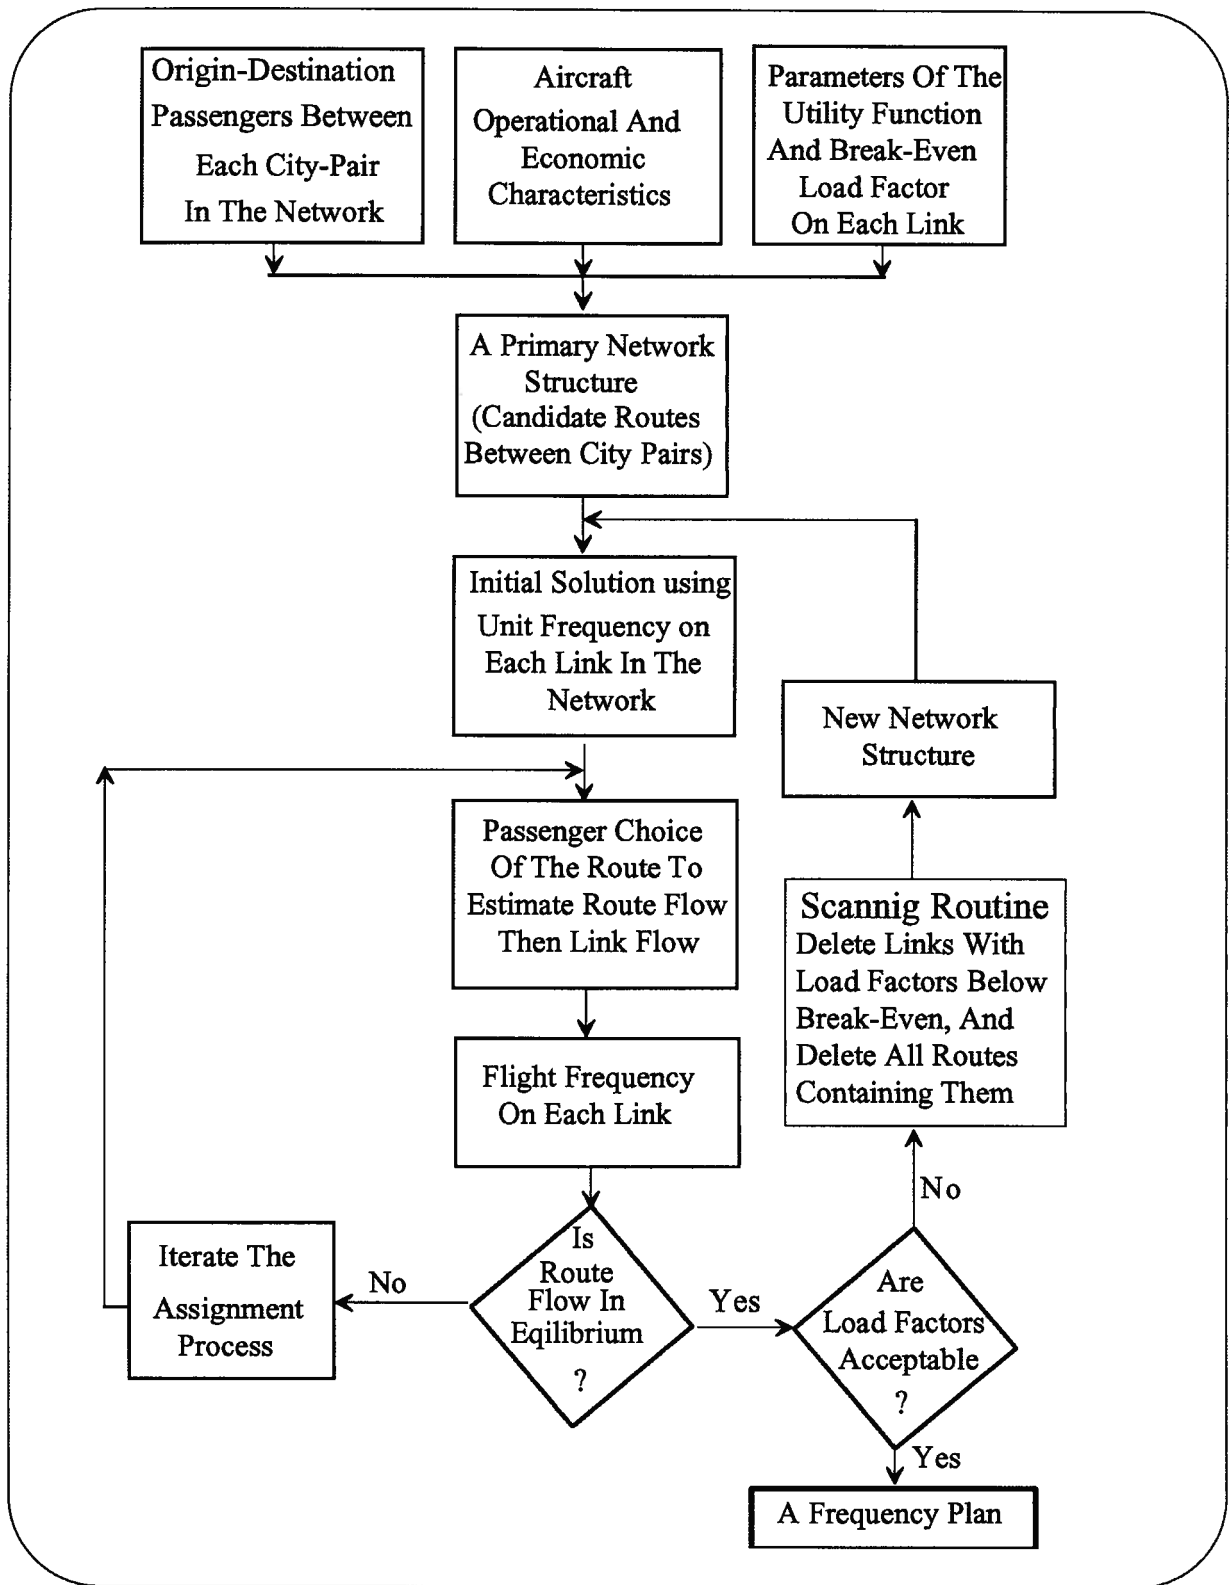 Origin-Destination
Passengers Between
Each City-Pair
In The Network
Aircraft
Operational And
Economic
Characteristics
Parameters Of The
Utility Function
And Break-Even
Load Factor
On Each Link
A Primary Network
Structure
(Candidate Routes
Between City Pairs)
Initial Solution using
Unit Frequency on
Each Link In The
Network
New Network
Structure
Passenger Choice
Of The Route To
Estimate Route Flow
Then Link Flow
Scannig Routine
Delete Links With
Load Factors Below
Break-Even, And
Delete All Routes
Containing Them
Flight Frequency
On Each Link
No
Iterate The
Assignment
Process
No
Is
Route
Flow In
Eqilibrium
?
Yes
Are
Load Factors
Acceptable
?
Yes
A Frequency Plan